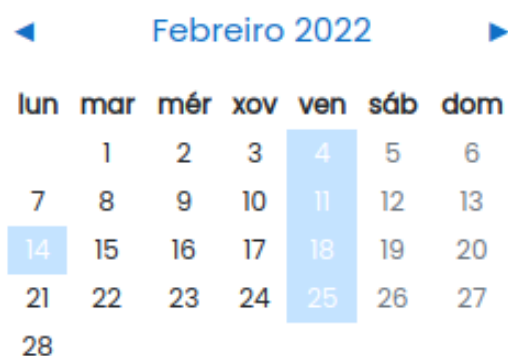 ◄ Febreiro 2022 ►
lun mar mér xov ven sáb dom
1 2 3 4 5 6
7 8 9 10 11 12 13
14 15 16 17 18 19 20
21 22 23 24 25 26 27
28